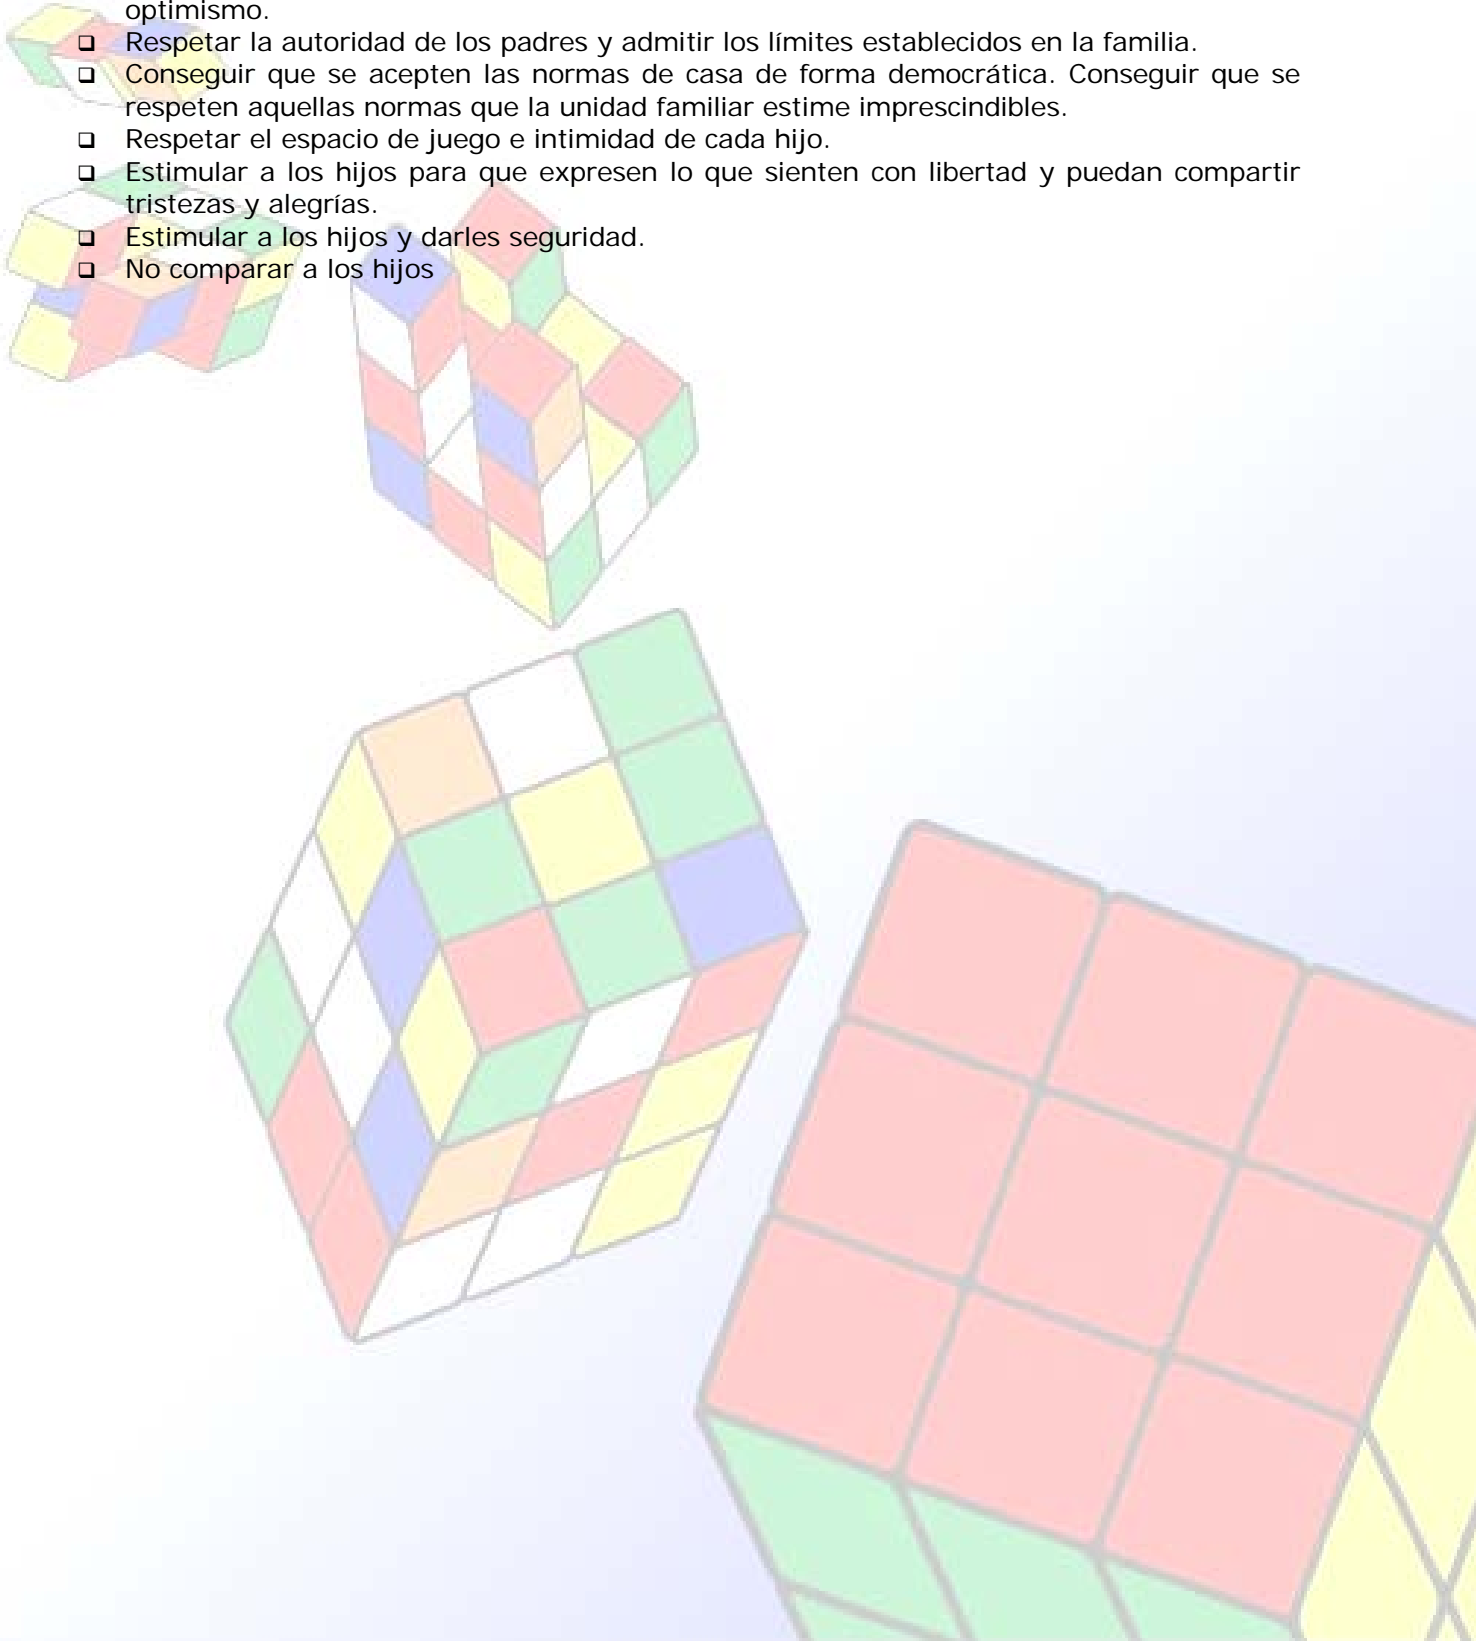 optimismo.
❑ Respetar la autoridad de los padres y admitir los límites establecidos en la familia.
❑ Conseguir que se acepten las normas de casa de forma democrática. Conseguir que se
respeten aquellas normas que la unidad familiar estime imprescindibles.
❑ Respetar el espacio de juego e intimidad de cada hijo.
❑ Estimular a los hijos para que expresen lo que sienten con libertad y puedan compartir
tristezas y alegrías.
❑ Estimular a los hijos y darles seguridad.
❑ No comparar a los hijos